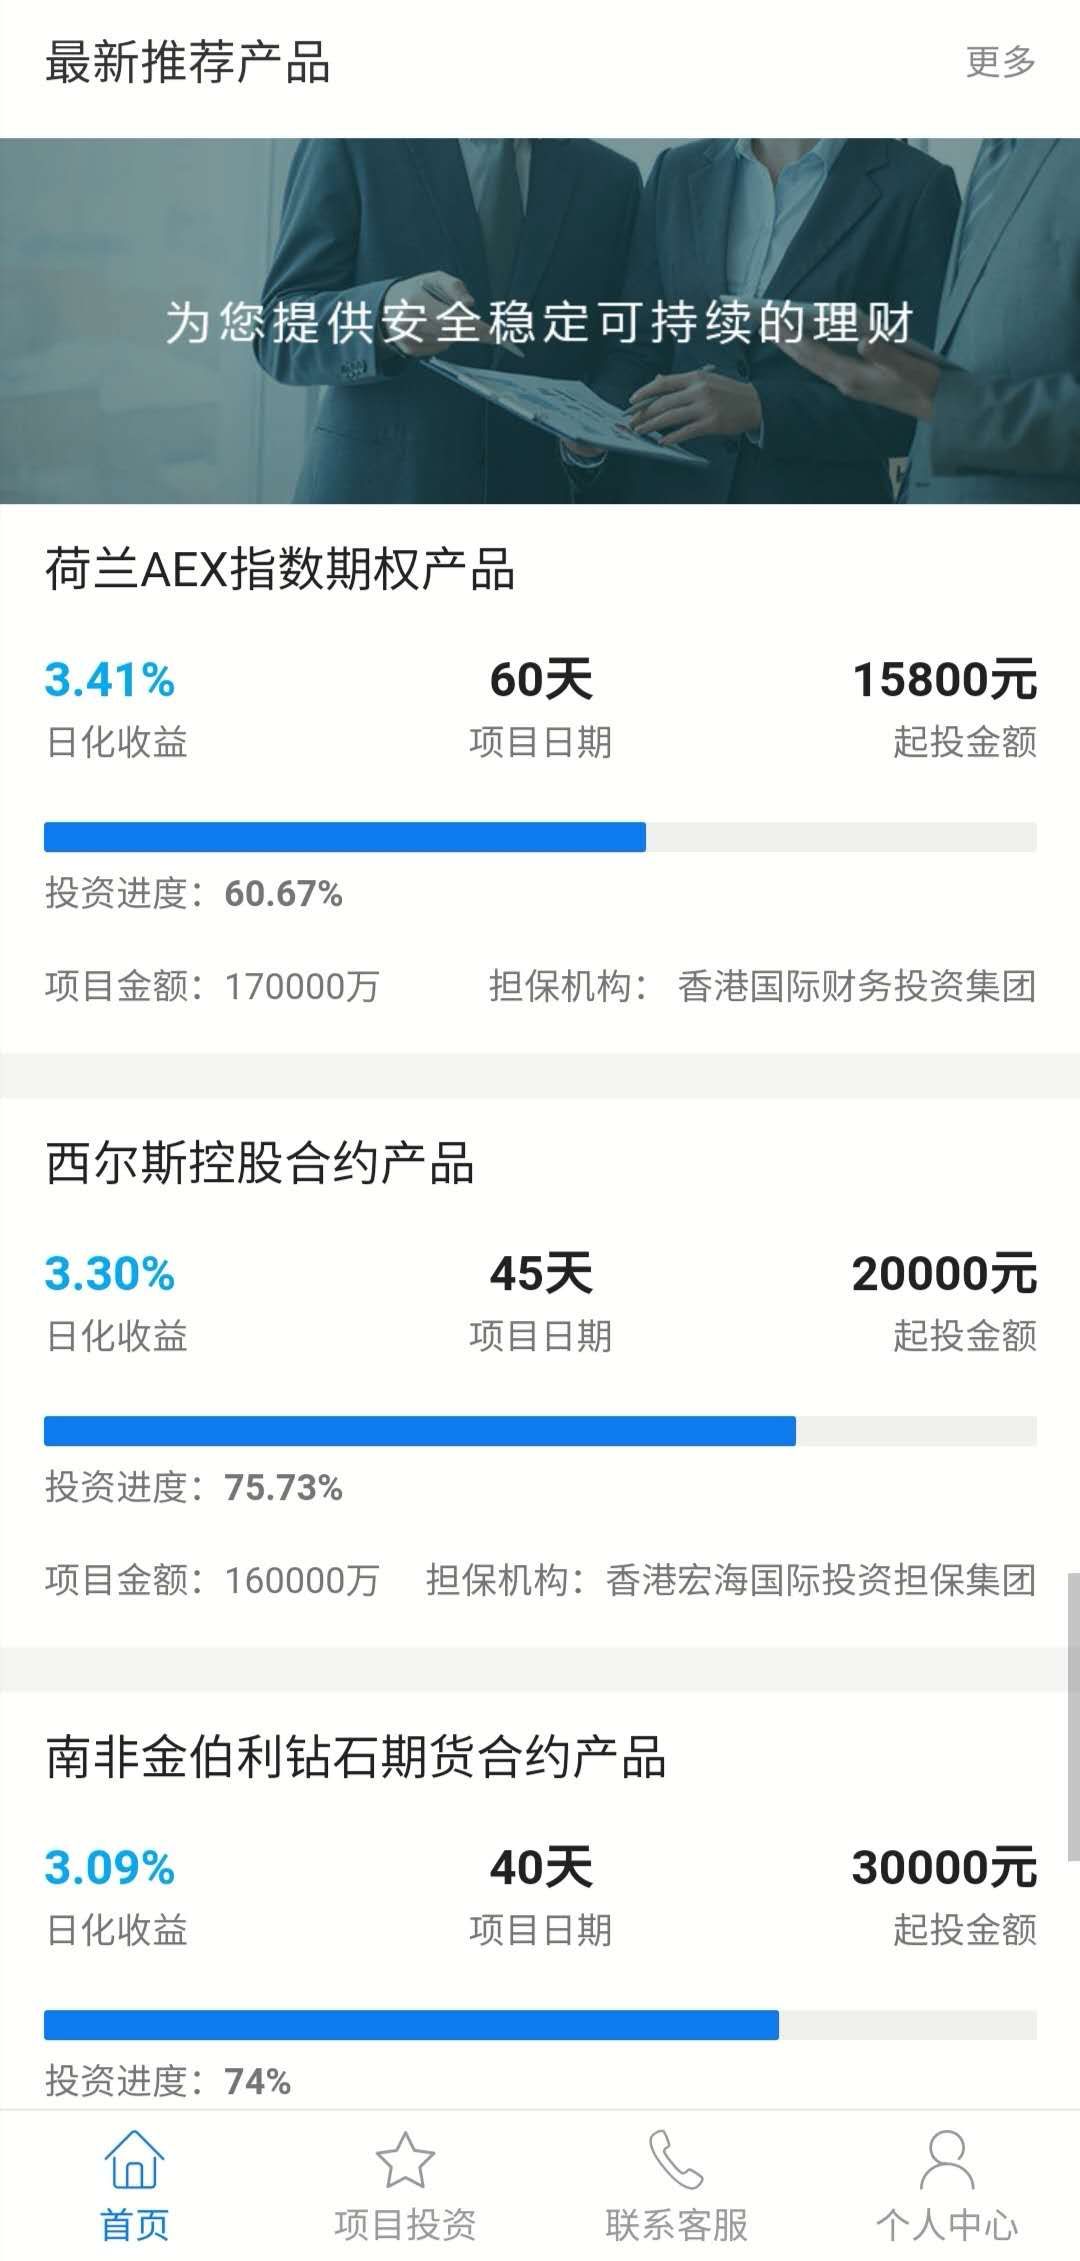 最新推荐产品 更多
为您提供安全稳定可持续的理财
荷兰AEX指数期权产品
3.41% 60天 15800元
日化收益 项目日期 起投金额
投资进度：60.67%
项目金额：170000万 担保机构： 香港国际财务投资集团
西尔斯控股合约产品
3.30% 45天 20000元
日化收益 项目日期 起投金额
投资进度：75.73%
项目金额：160000万 担保机构：香港宏海国际投资担保集团
南非金伯利钻石期货合约产品
3.09% 40天 30000元
日化收益 项目日期 起投金额
投资进度：74%
首页 项目投资 联系客服 个人中心